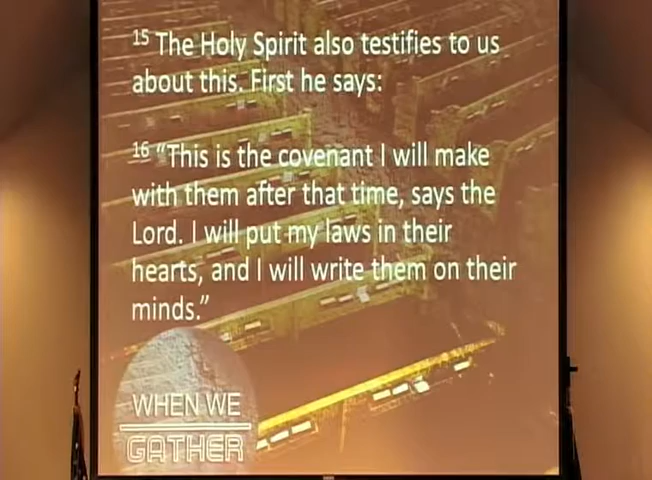 15 The Holy Spirit also testifies to us
about this. First he says:
16 “This is the covenant I will make
with them after that time, says the
Lord. I will put my laws in their
hearts, and I will write them on their
minds.”
WHEN WE
GATHER